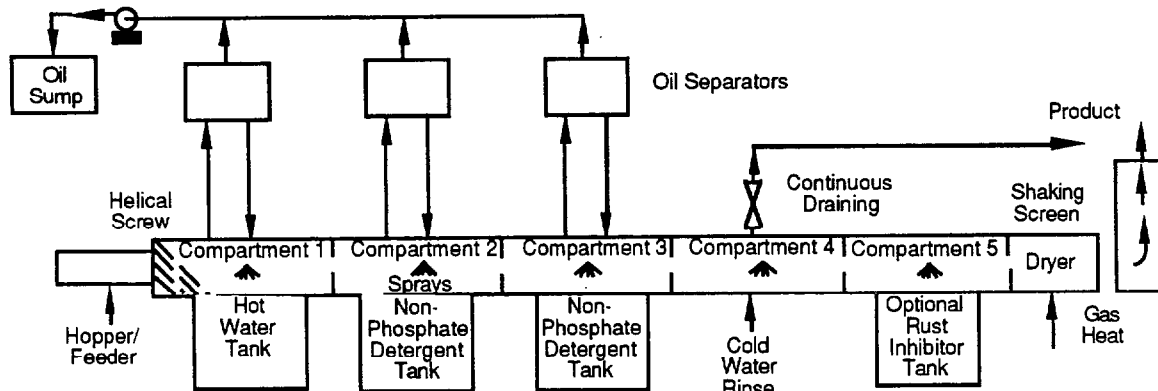 Oil
Sump
Oil Separators
Product
Helical
Screw
Continuous
Draining
Shaking
Screen
Compartment 1
Compartment 2
Compartment 3
Compartment 4
Compartment 5
Dryer
Sprays
Hopper/
Feeder
Hot
Water
Tank
Non-
Phosphate
Detergent
Tank
Non-
Phosphate
Detergent
Tank
Cold
Water
Rinse
Optional
Rust
Inhibitor
Tank
Gas
Heat